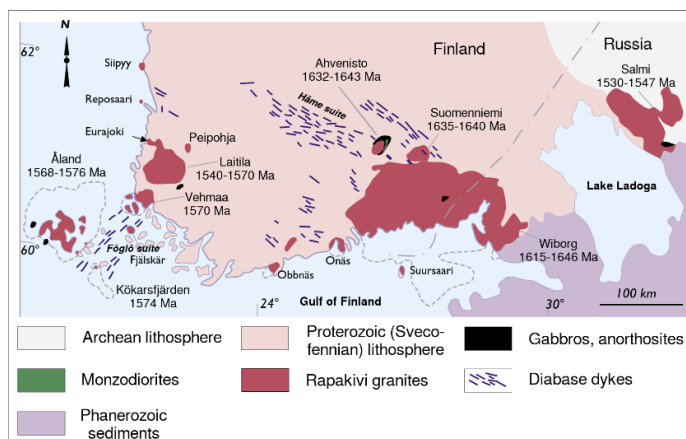 N
62°
Siipyy
Reposaari
Eurajoki
Peipohja
Åland
1568-1576 Ma
Laitila
1540-1570 Ma
Vehmaa
1570 Ma
60°
Föglö suite
Fjälskär
Kökarsfjärden
1574 Ma
Häme suite
Ahvenisto
1632-1643 Ma
Finland
Suomenniemi
1635-1640 Ma
Russia
Salmi
1530-1547 Ma
Lake Ladoga
Wiborg
1615-1646 Ma
Obbnäs
Onäs
Suursaari
24°
Gulf of Finland
30°
100 km
Archean lithosphere
Proterozoic (Sveco-
fennian) lithosphere
Gabbros, anorthosites
Monzodiorites
Rapakivi granites
Diabase dykes
Phanerozoic
sediments